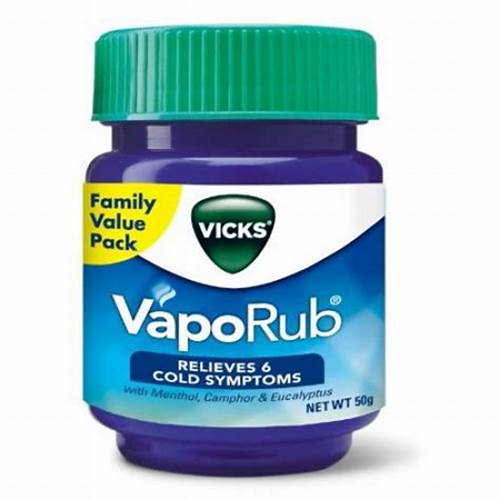 Family
Value
Pack
VICKS®
VapoRub®
RELIEVES 6
COLD SYMPTOMS
with Menthol, Camphor & Eucalyptus
NET WT 50g